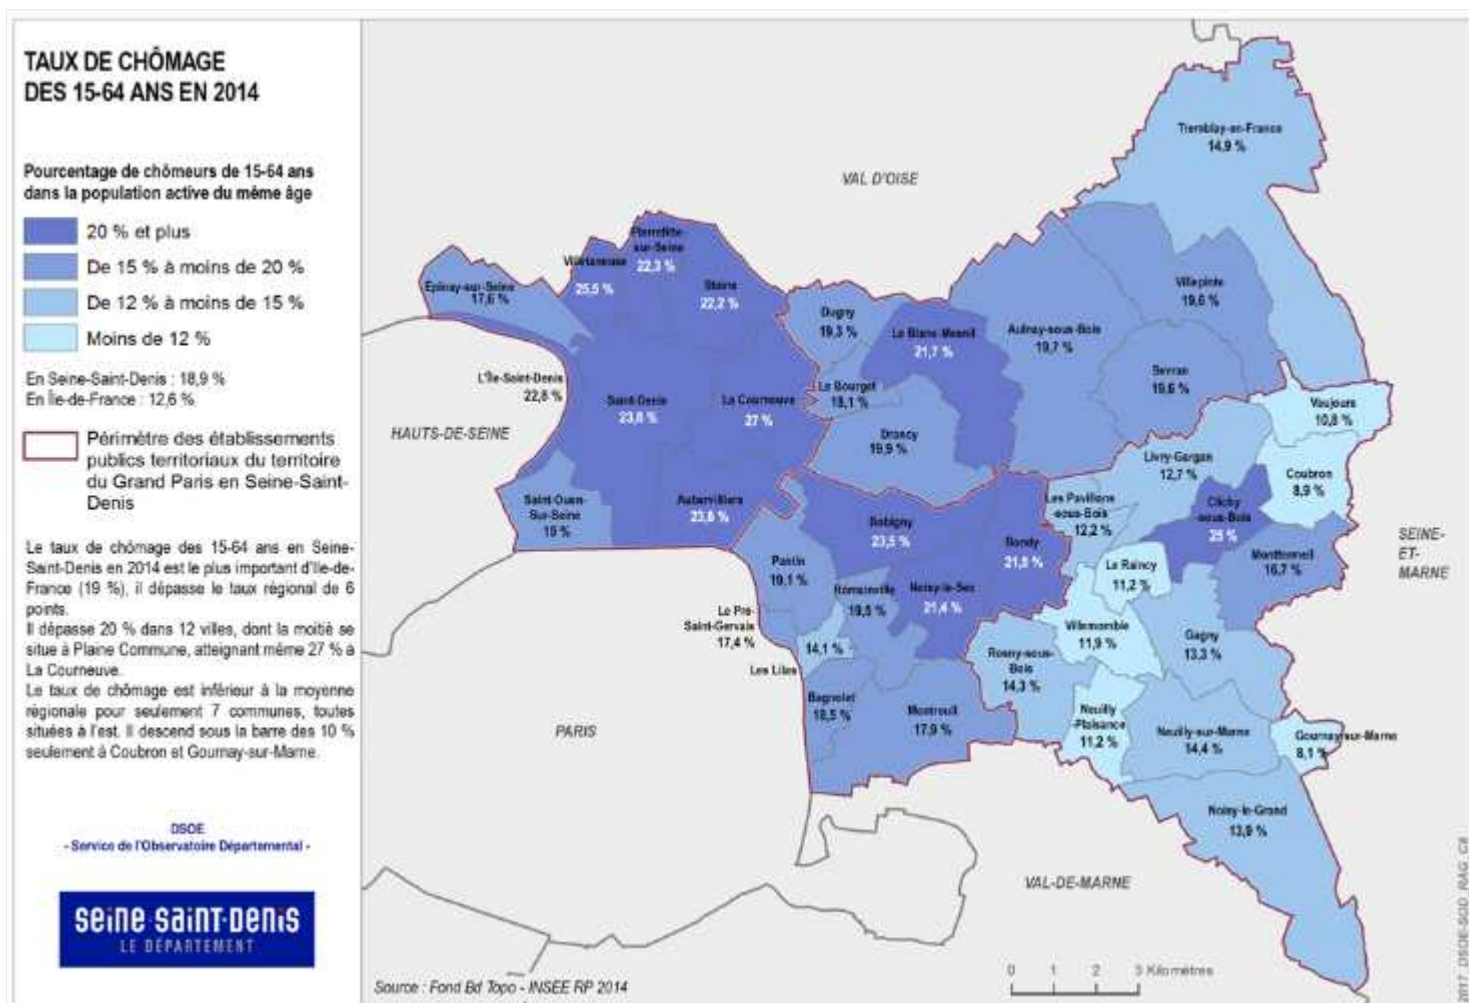 TAUX DE CHÔMAGE
DES 15-64 ANS EN 2014
Pourcentage de chômeurs de 15-64 ans
dans la population active du même âge
20 % et plus
De 15 % à moins de 20 %
De 12 % à moins de 15 %
Moins de 12 %
En Seine-Saint-Denis : 18,9 %
En Île-de-France : 12,6 %
Périmètre des établissements
publics territoriaux du territoire
du Grand Paris en Seine-Saint-
Denis
Le taux de chômage des 15-64 ans en Seine-
Saint-Denis en 2014 est le plus important d'Ile-de-
France (19 %), il dépasse le taux régional de 6
points.
Il dépasse 20 % dans 12 villes, dont la moitié se
situe à Plaine Commune, atteignant même 27 % à
La Courneuve.
Le taux de chômage est inférieur à la moyenne
régionale pour seulement 7 communes, toutes
situées à l'est. Il descend sous la barre des 10 %
seulement à Coubron et Gournay-sur-Marne.
DSOE
- Service de l'Observatoire Départemental -
seine-saint-denis
LE DÉPARTEMENT
VAL D'OISE
HAUTS-DE-SEINE
PARIS
VAL-DE-MARNE
SEINE-
ET-
MARNE
Tremblay-en-France
14,9 %
Pierrefitte-
sur-Seine
22,3 %
Villetaneuse
25,5 %
Stains
22,2 %
Epinay-sur-Seine
17,6 %
Villepinte
19,6 %
Dugny
19,3 %
Le Blanc-Mesnil
21,7 %
Aulnay-sous-Bois
19,7 %
Sevran
19,6 %
L'Île-Saint-Denis
22,8 %
Saint-Denis
23,8 %
La Courneuve
27 %
Le Bourget
18,1 %
Drancy
19,9 %
Vaujours
10,8 %
Livry-Gargan
12,7 %
Coubron
8,9 %
Saint-Ouen-
Sur-Seine
19 %
Aubervilliers
23,6 %
Bobigny
23,5 %
Bondy
21,5 %
Les Pavillons
-sous-Bois
12,2 %
Clichy
-sous-Bois
25 %
Montfermeil
16,7 %
Le Raincy
11,2 %
Pantin
19,1 %
Romainville
19,5 %
Noisy-le-Sec
21,4 %
Le Pré
Saint-Gervais
17,4 %
14,1 %
Les Lilas
Villemomble
11,9 %
Gagny
13,3 %
Rosny-sous-
Bois
14,3 %
Bagnolet
18,5 %
Montreuil
17,9 %
Neuilly
-Plaisance
11,2 %
Neuilly-sur-Marne
14,4 %
Gournay-sur-Marne
8,1 %
Noisy-le-Grand
13,9 %
0 1 2 3 Kilomètres
Source : Fond Bd Topo - INSEE RP 2014
2017_DSOE-SOD_RAG_C8